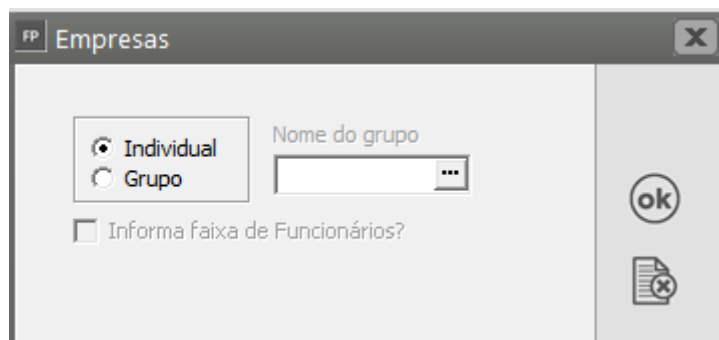 FP Empresas
Individual
Nome do grupo
Grupo
...
ok
Informa faixa de Funcionários?